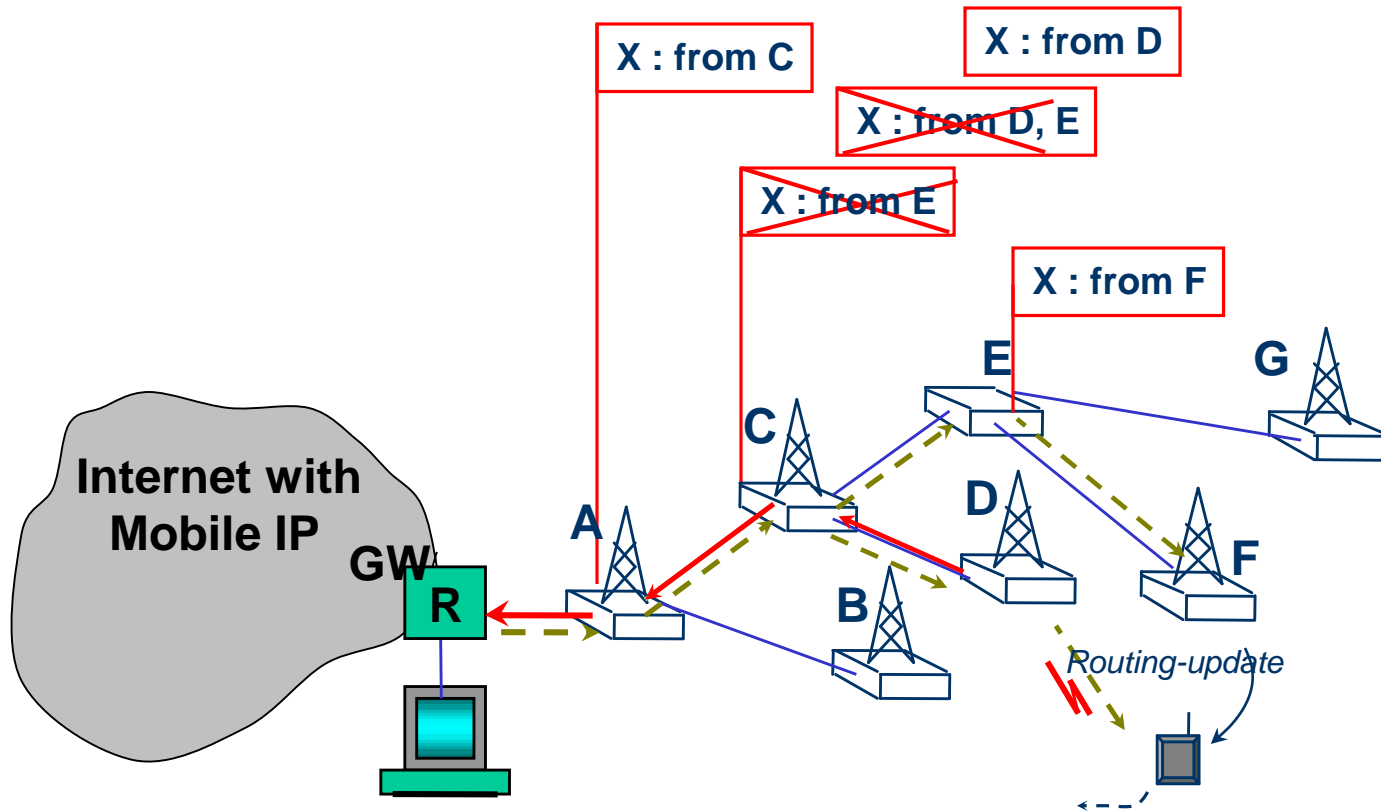 X : from C
X : from D
X : from D, E
X : from E
X : from F
E
G
C
Internet with
Mobile IP
A
D
GW
F
R
B
Routing-update